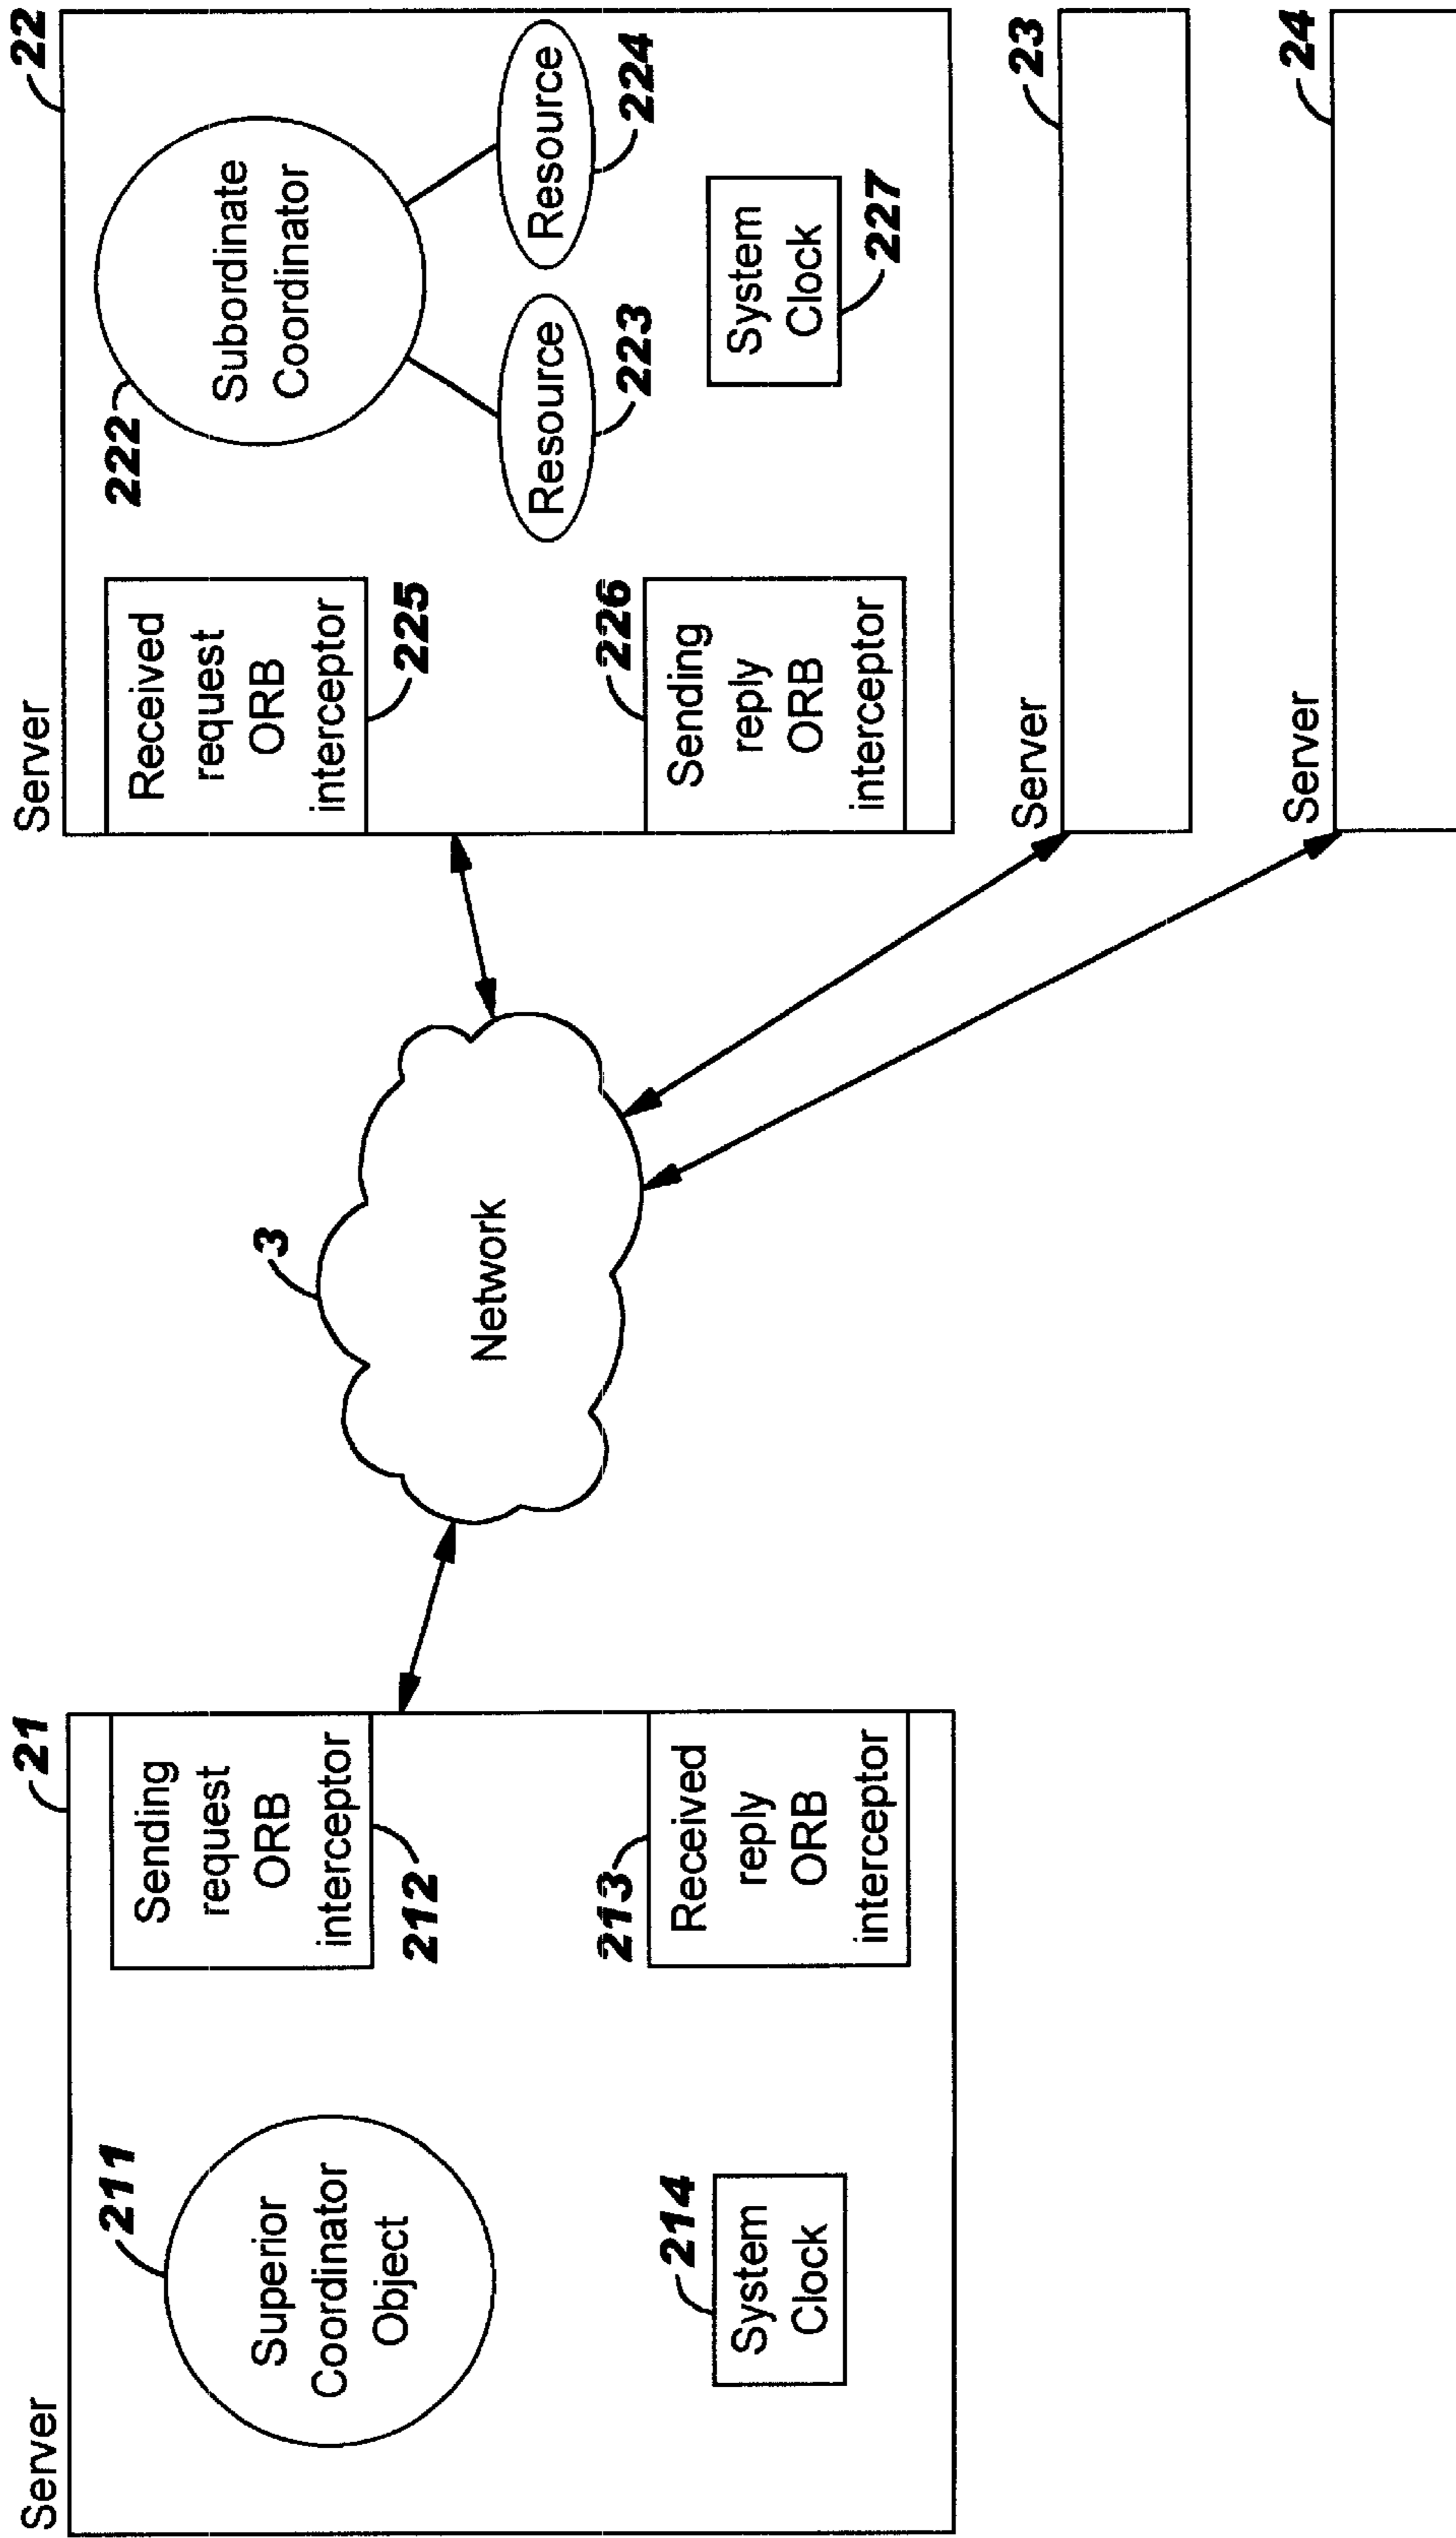 Server
21
211
Superior
Coordinator
Object
Sending
request
ORB
interceptor
212
213
Received
reply
ORB
interceptor
214
System
Clock
3
Network
Server
22
Received
request
ORB
interceptor
225
226
Sending
reply
ORB
interceptor
222
Subordinate
Coordinator
Resource
223
Resource
224
System
Clock
227
Server
23
Server
24